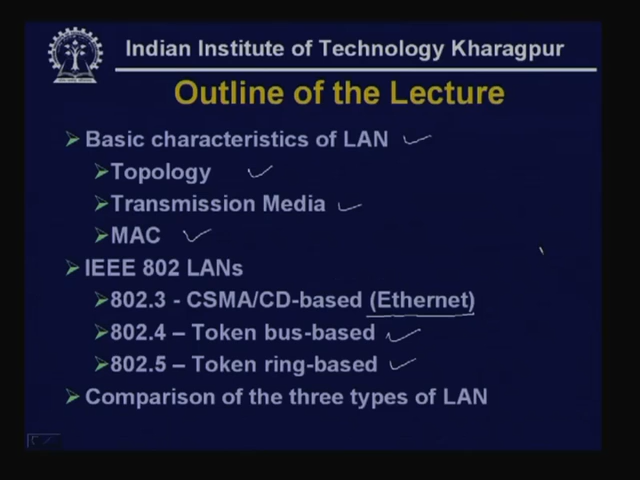 Indian Institute of Technology Kharagpur
Outline of the Lecture
Basic characteristics of LAN
Topology
Transmission Media
MAC
IEEE 802 LANs
802.3 - CSMA/CD-based (Ethernet)
802.4 – Token bus-based
802.5 – Token ring-based
Comparison of the three types of LAN